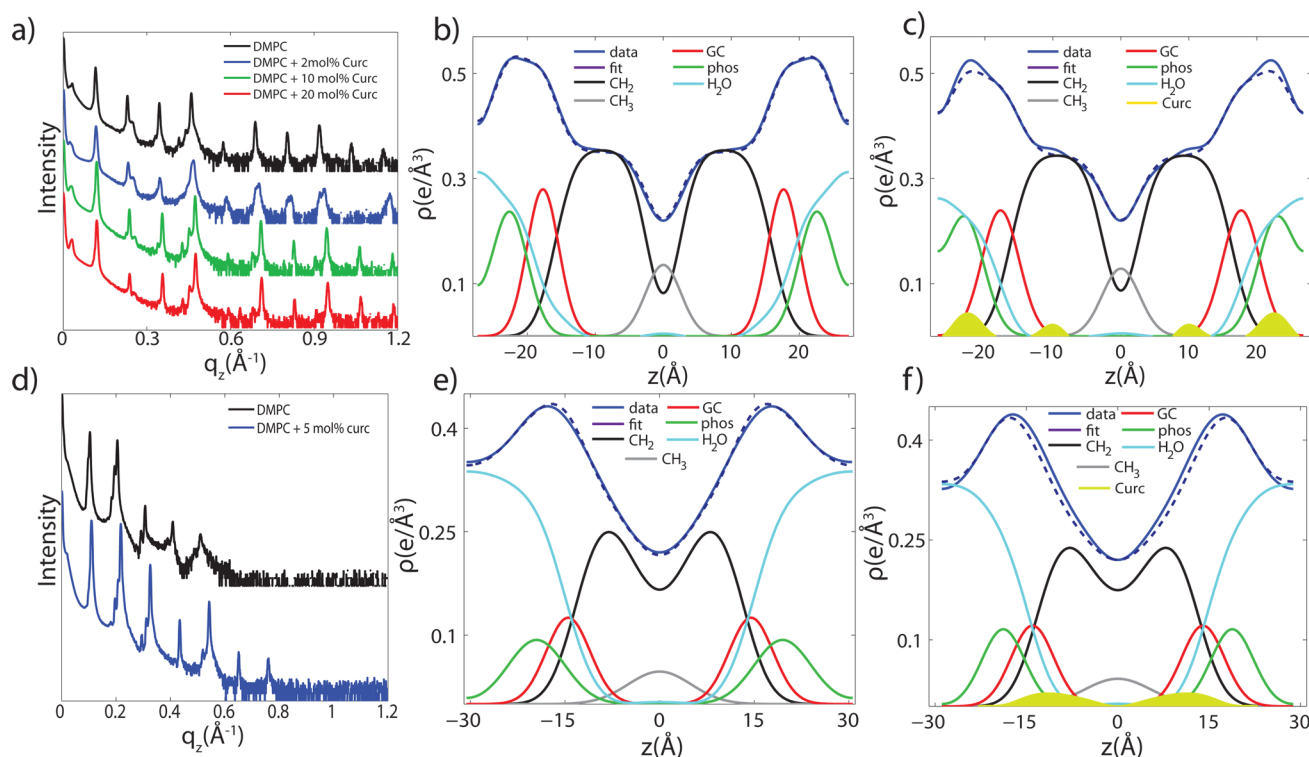 a)
DMPC
DMPC + 2mol% Curc
DMPC + 10 mol% Curc
DMPC + 20 mol% Curc
Intensity
0 0.3 0.6 0.9 1.2
q_z(Å⁻¹)
b)
data GC
fit phos
CH₂ H₂O
CH₃
ρ(e/Å³)
0.5
0.3
0.1
−20 −10 0 10 20
z(Å)
c)
data GC
fit phos
CH₂ H₂O
CH₃ Curc
ρ(e/Å³)
0.5
0.3
0.1
−20 −10 0 10 20
z(Å)
d)
DMPC
DMPC + 5 mol% curc
Intensity
0 0.2 0.4 0.6 0.8 1.2
q_z(Å⁻¹)
e)
data GC
fit phos
CH₂ H₂O
CH₃
ρ(e/Å³)
0.4
0.25
0.1
−30 −15 0 15 30
z(Å)
f)
data GC
fit phos
CH₂ H₂O
CH₃
Curc
ρ(e/Å³)
0.4
0.25
0.1
−30 −15 0 15 30
z(Å)